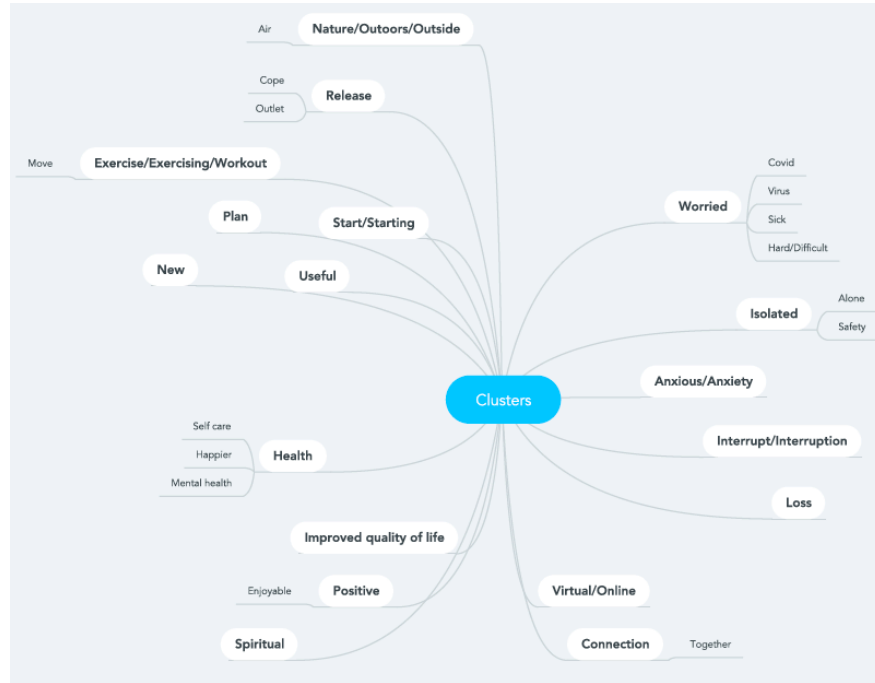 Air
Nature/Outoors/Outside
Cope
Outlet
Release
Move
Exercise/Exercising/Workout
Plan
Start/Starting
New
Useful
Covid
Virus
Sick
Hard/Difficult
Worried
Alone
Safety
Isolated
Anxious/Anxiety
Clusters
Interrupt/Interruption
Loss
Self care
Happier
Mental health
Health
Improved quality of life
Enjoyable
Positive
Spiritual
Virtual/Online
Connection
Together